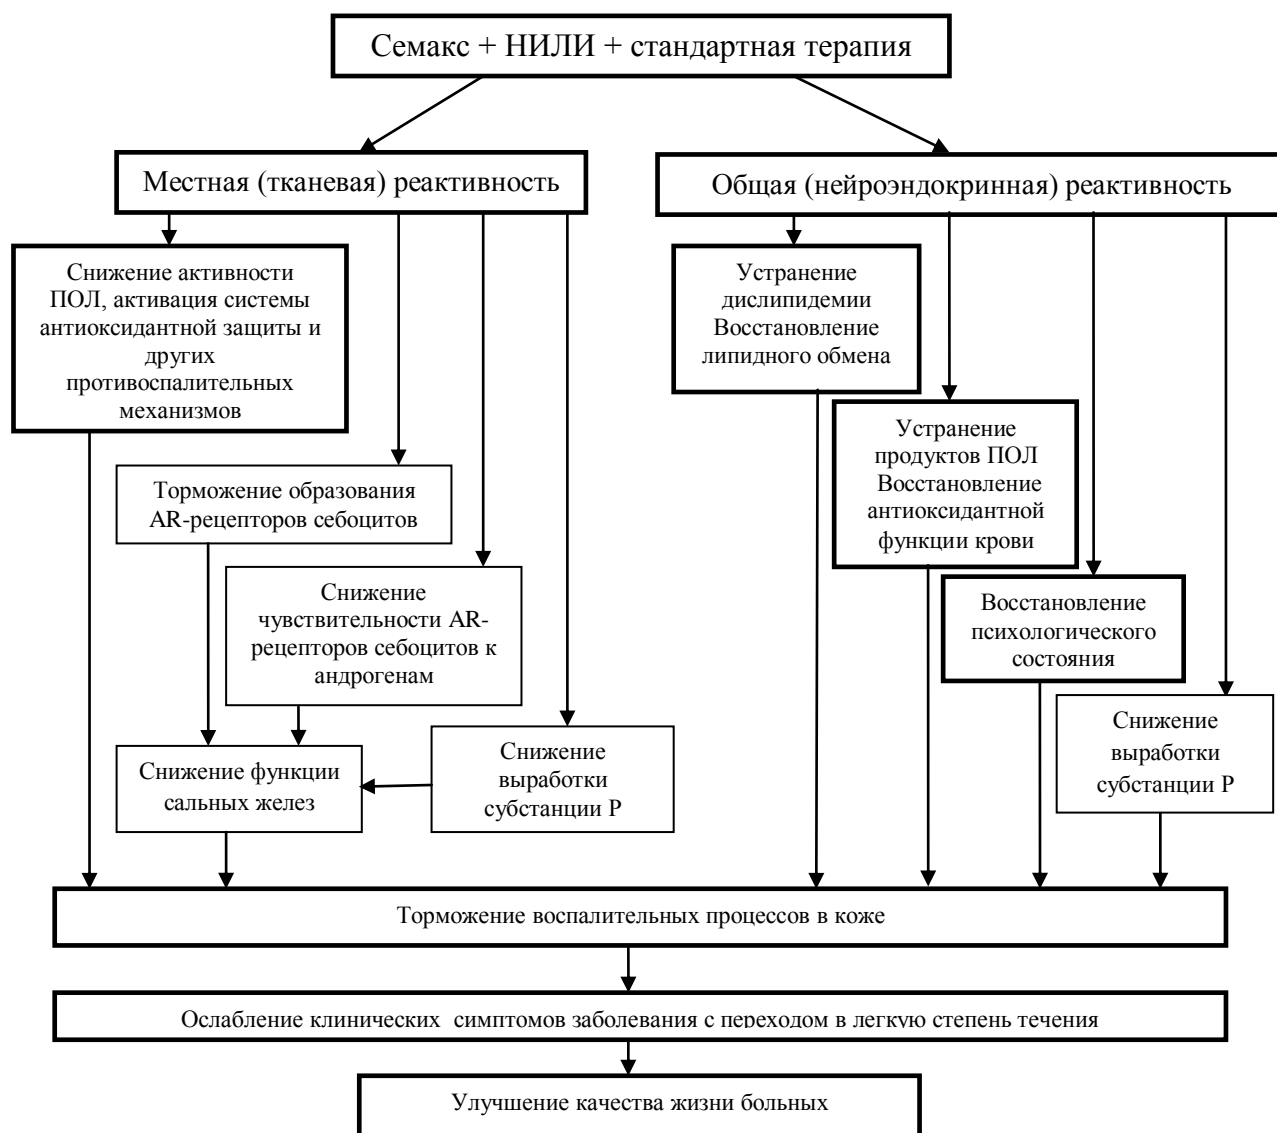 Семакс + НИЛИ + стандартная терапия
Местная (тканевая) реактивность
Общая (нейроэндокринная) реактивность
Снижение активности
ПОЛ, активация системы
антиоксидантной защиты и
других
противоспалительных
механизмов
Торможение образования
AR-рецепторов себоцитов
Снижение
чувствительности AR-
рецепторов себоцитов к
андрогенам
Снижение функции
сальных желез
Снижение
выработки
субстанции Р
Устранение
дислипидемии
Восстановление
липидного обмена
Устранение
продуктов ПОЛ
Восстановление
антиоксидантной
функции крови
Восстановление
психологического
состояния
Снижение
выработки
субстанции Р
Торможение воспалительных процессов в коже
Ослабление клинических симптомов заболевания с переходом в легкую степень течения
Улучшение качества жизни больных